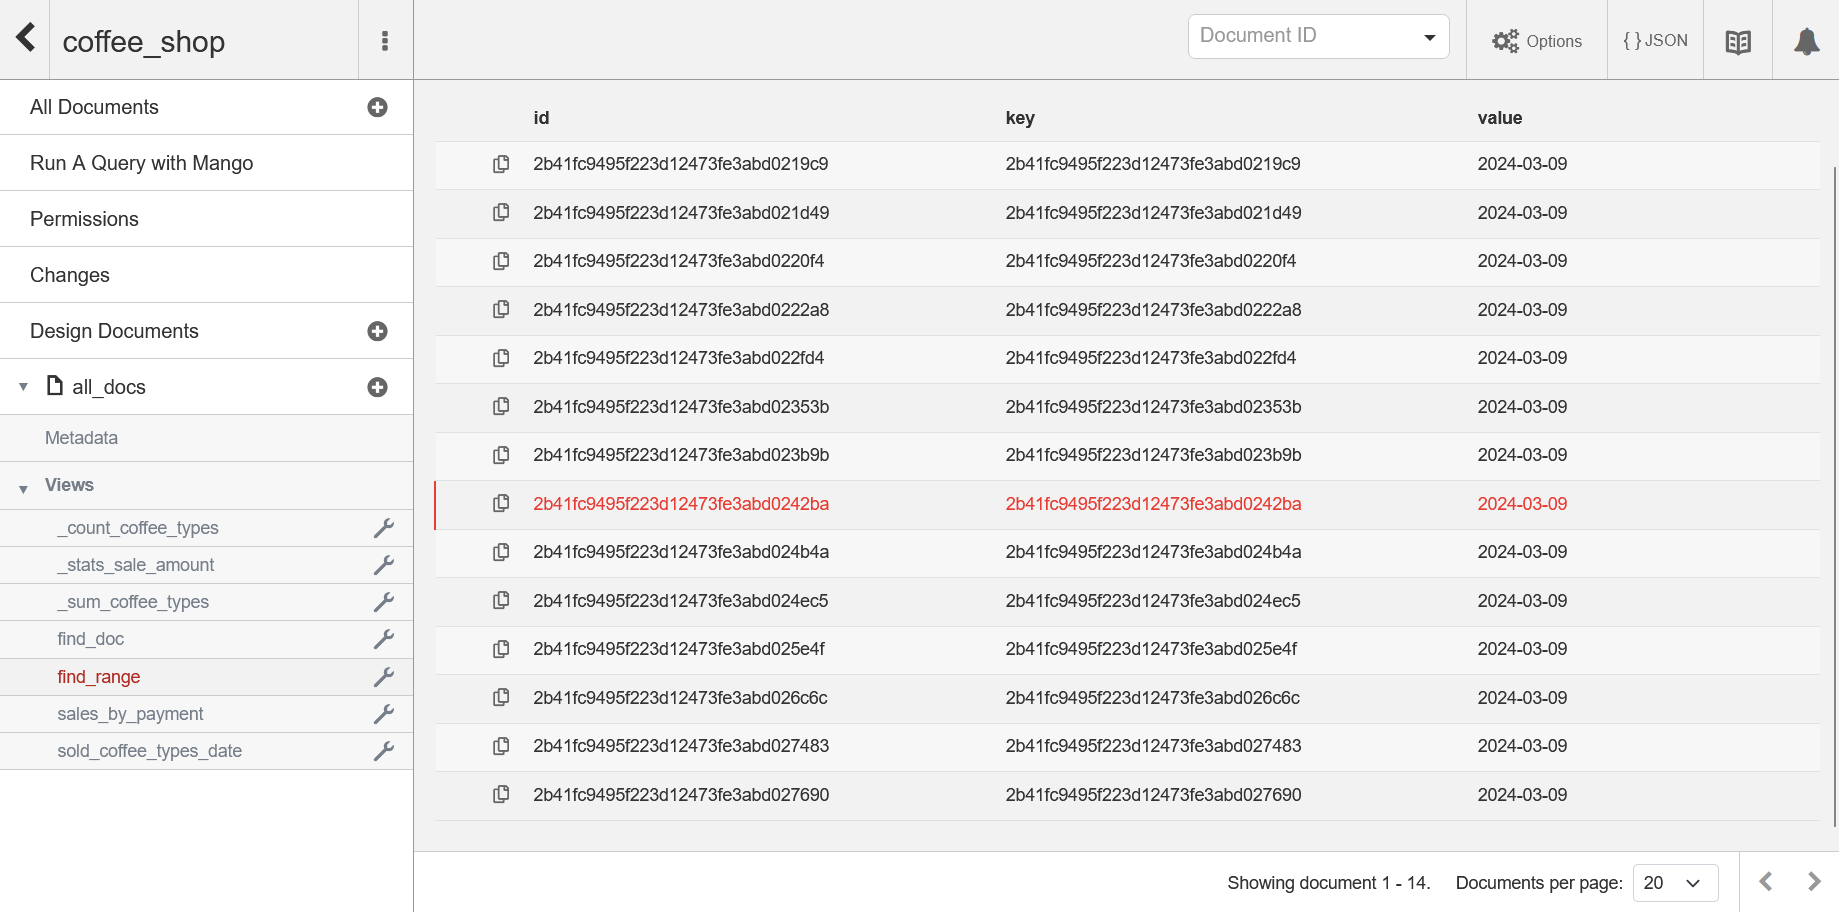 coffee_shop
Document ID
Options
{ } JSON
All Documents
Run A Query with Mango
Permissions
Changes
Design Documents
all_docs
Metadata
Views
_count_coffee_types
_stats_sale_amount
_sum_coffee_types
find_doc
find_range
sales_by_payment
sold_coffee_types_date
id key value
2b41fc9495f223d12473fe3abd0219c9 2b41fc9495f223d12473fe3abd0219c9 2024-03-09
2b41fc9495f223d12473fe3abd021d49 2b41fc9495f223d12473fe3abd021d49 2024-03-09
2b41fc9495f223d12473fe3abd0220f4 2b41fc9495f223d12473fe3abd0220f4 2024-03-09
2b41fc9495f223d12473fe3abd0222a8 2b41fc9495f223d12473fe3abd0222a8 2024-03-09
2b41fc9495f223d12473fe3abd022fd4 2b41fc9495f223d12473fe3abd022fd4 2024-03-09
2b41fc9495f223d12473fe3abd02353b 2b41fc9495f223d12473fe3abd02353b 2024-03-09
2b41fc9495f223d12473fe3abd023b9b 2b41fc9495f223d12473fe3abd023b9b 2024-03-09
2b41fc9495f223d12473fe3abd0242ba 2b41fc9495f223d12473fe3abd0242ba 2024-03-09
2b41fc9495f223d12473fe3abd024b4a 2b41fc9495f223d12473fe3abd024b4a 2024-03-09
2b41fc9495f223d12473fe3abd024ec5 2b41fc9495f223d12473fe3abd024ec5 2024-03-09
2b41fc9495f223d12473fe3abd025e4f 2b41fc9495f223d12473fe3abd025e4f 2024-03-09
2b41fc9495f223d12473fe3abd026c6c 2b41fc9495f223d12473fe3abd026c6c 2024-03-09
2b41fc9495f223d12473fe3abd027483 2b41fc9495f223d12473fe3abd027483 2024-03-09
2b41fc9495f223d12473fe3abd027690 2b41fc9495f223d12473fe3abd027690 2024-03-09
Showing document 1 - 14. Documents per page: 20